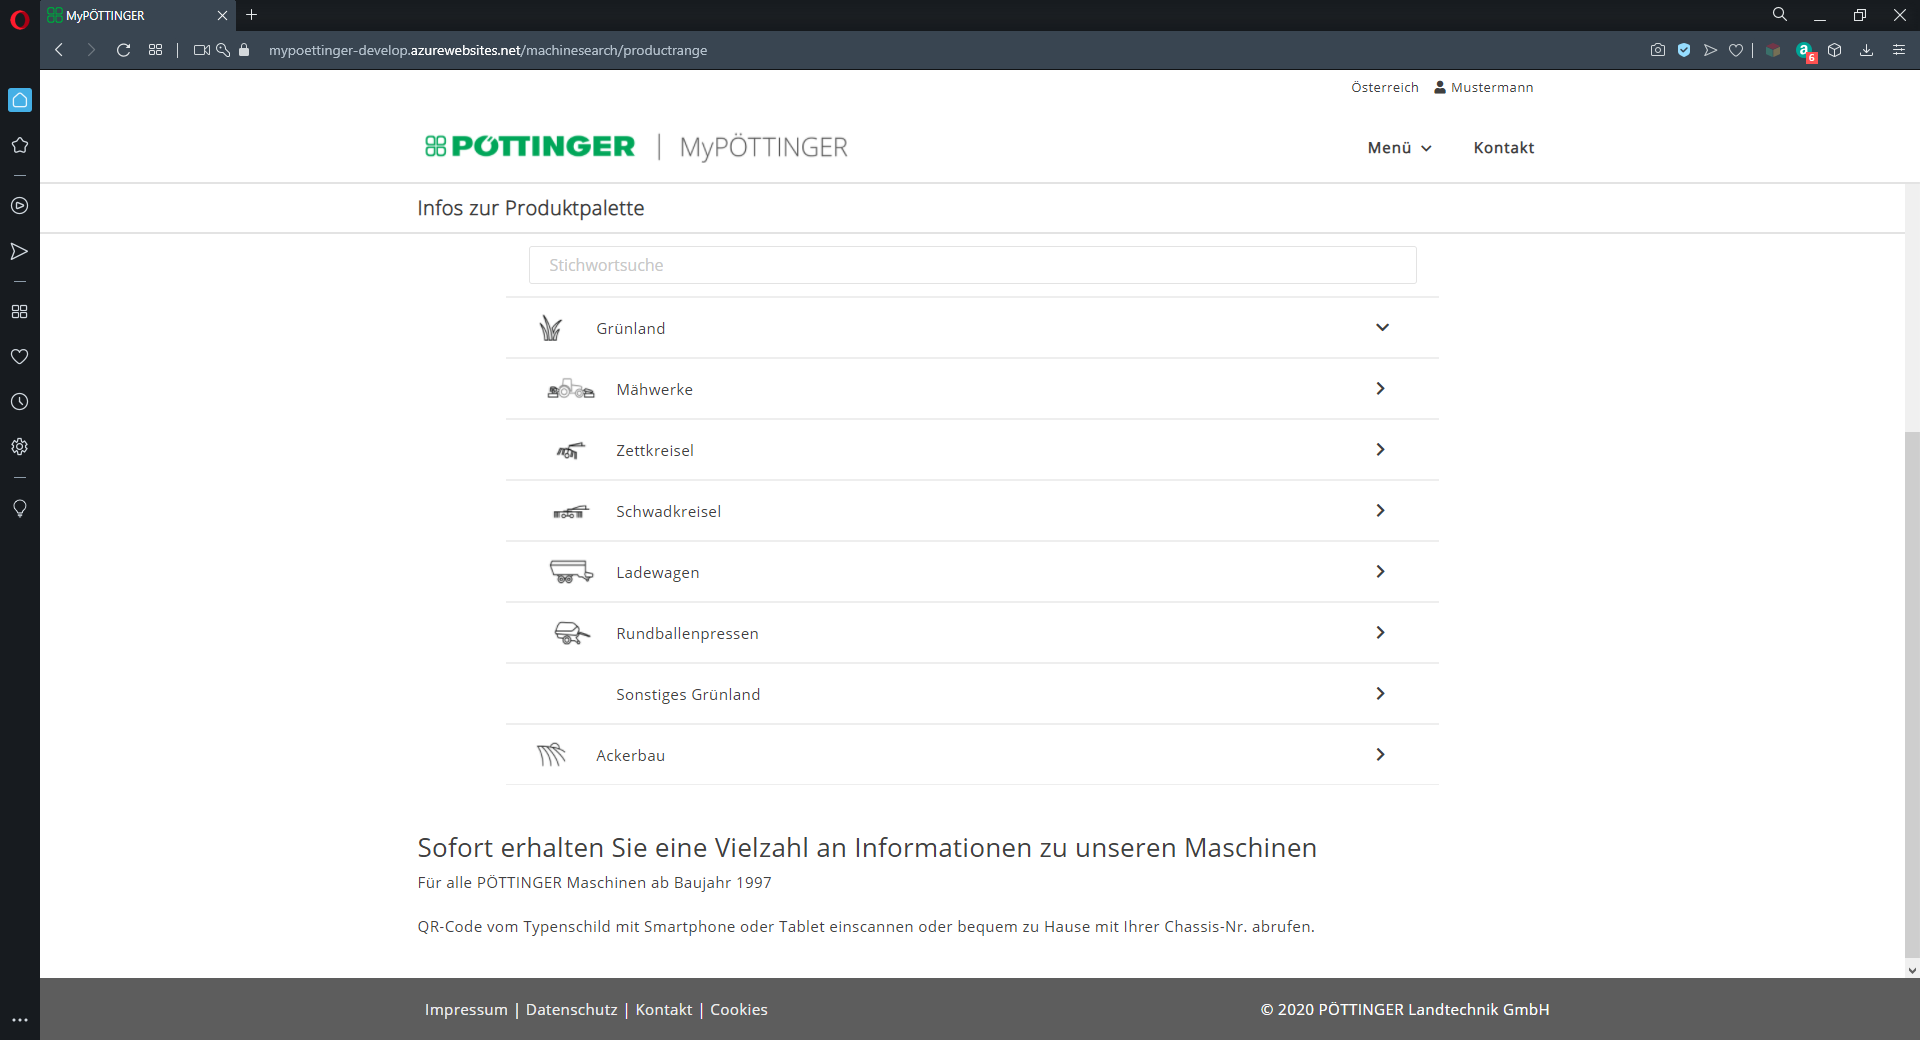 MyPÖTTINGER
mypoettinger-develop.azurewebsites.net/machinesearch/productrange
6
Österreich Mustermann
PÖTTINGER | MyPÖTTINGER
Menü Kontakt
Infos zur Produktpalette
Stichwortsuche
Grünland
Mähwerke
Zettkreisel
Schwadkreisel
Ladewagen
Rundballenpressen
Sonstiges Grünland
Ackerbau
Sofort erhalten Sie eine Vielzahl an Informationen zu unseren Maschinen
Für alle PÖTTINGER Maschinen ab Baujahr 1997
QR-Code vom Typenschild mit Smartphone oder Tablet einscannen oder bequem zu Hause mit Ihrer Chassis-Nr. abrufen.
Impressum | Datenschutz | Kontakt | Cookies
© 2020 PÖTTINGER Landtechnik GmbH